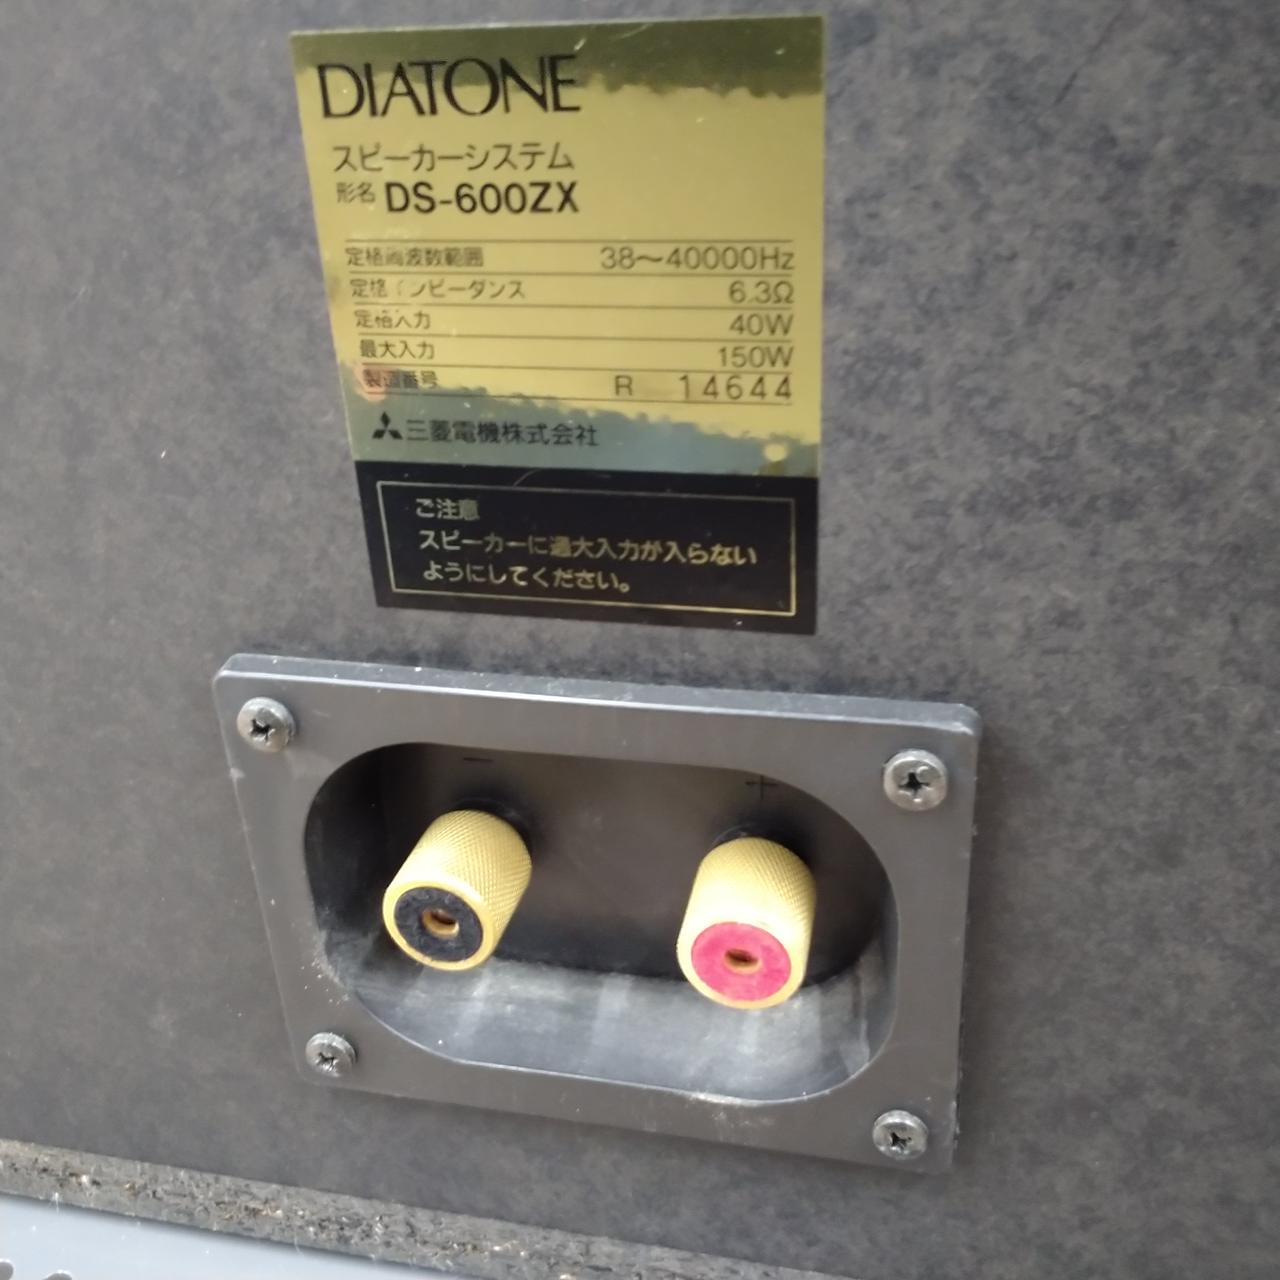 DIATONE
スピーカーシステム
形名 DS-600ZX
定格周波数範囲 38〜40000Hz
定格インピーダンス 6.3Ω
定格入力 40W
最大入力 150W
製造番号 R 14644
三菱電機株式会社
ご注意
スピーカーに過大入力が入らない
ようにしてください。
− +